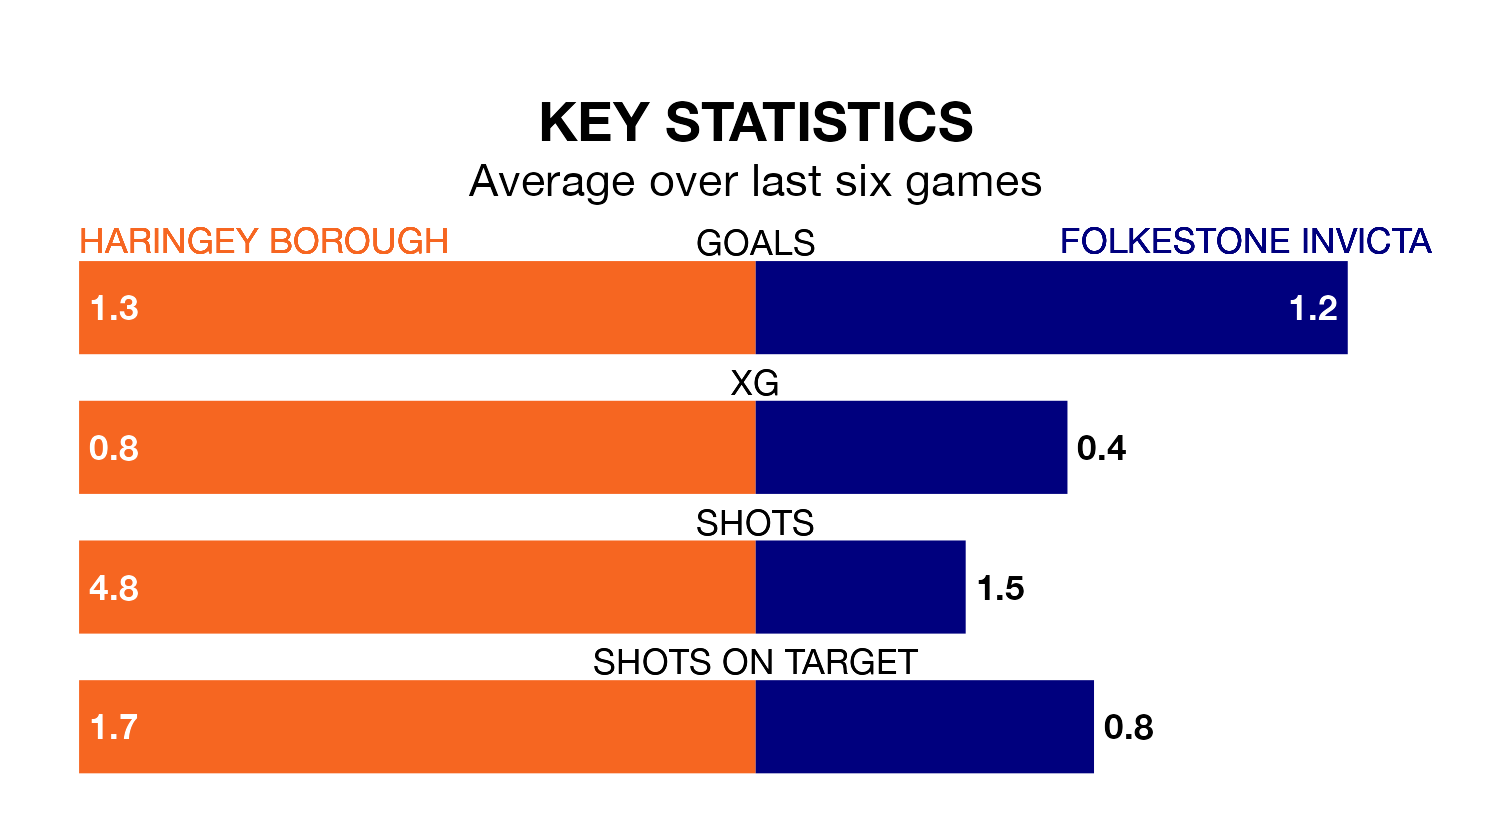 KEY STATISTICS
Average over last six games
HARINGEY BOROUGH GOALS FOLKESTONE INVICTA
1.3 1.2
XG
0.8 0.4
SHOTS
4.8 1.5
SHOTS ON TARGET
1.7 0.8